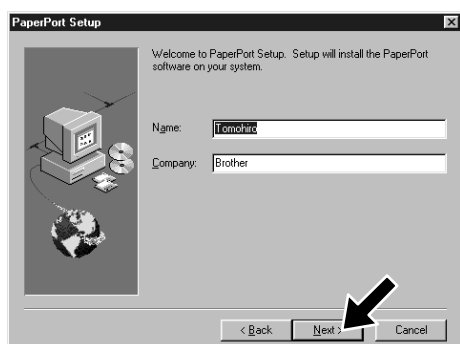 PaperPort Setup
Welcome to PaperPort Setup. Setup will install the PaperPort
software on your system.
Name: Tomohiro
Company: Brother
< Back Next > Cancel